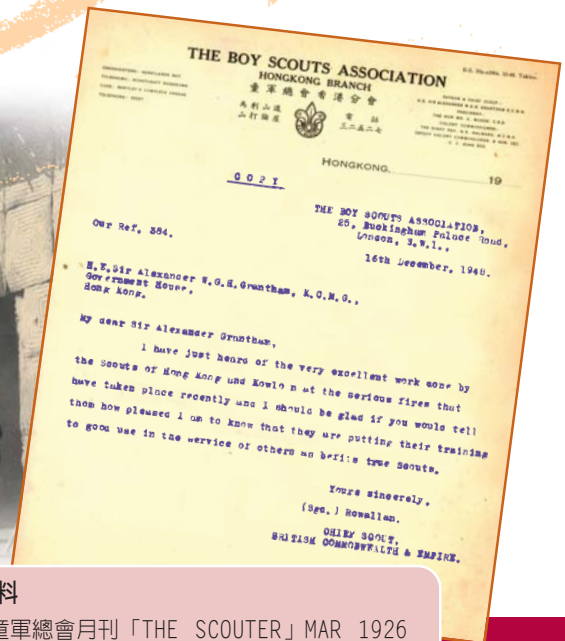 THE BOY SCOUTS ASSOCIATION
HONGKONG BRANCH
童軍總會香港分會
HONGKONG, 19
COPY
THE BOY SCOUTS ASSOCIATION,
25, Buckingham Palace Road,
London, S.W.1.,
16th December, 1948.
Our Ref. 384.
H.E.Sir Alexander W.G.H.Grantham, K.C.M.G.,
Government House,
Hong Kong.
My dear Sir Alexander Grantham,
I have just heard of the very excellent work done by
the Scouts of Hong Kong and Kowlo n at the serious fires that
have taken place recently and I should be glad if you would tell
them how pleased I am to know that they are putting their training
to good use in the service of others as befits true Scouts.
Yours sincerely,
(Sgd.) Rowallan.
CHIEF SCOUT,
BRITISH COMMONWEALTH & EMPIRE.
料
童軍總會月刊「THE SCOUTER」MAR 1926